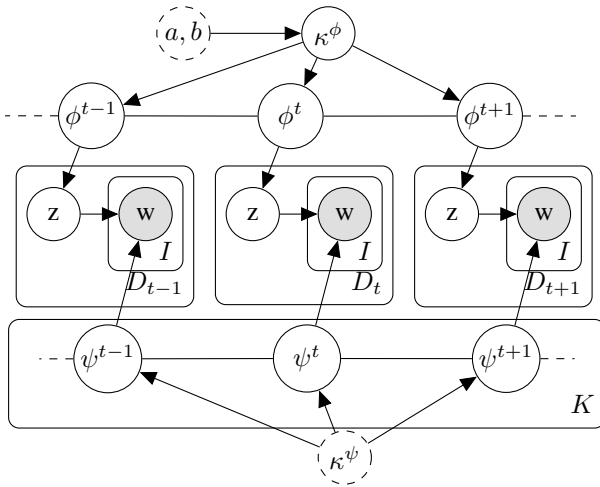 a, b κ^ϕ
ϕ^{t−1} ϕ^t ϕ^{t+1}
z w z w z w
I I I
D_{t−1} D_t D_{t+1}
ψ^{t−1} ψ^t ψ^{t+1}
K
κ^ψ